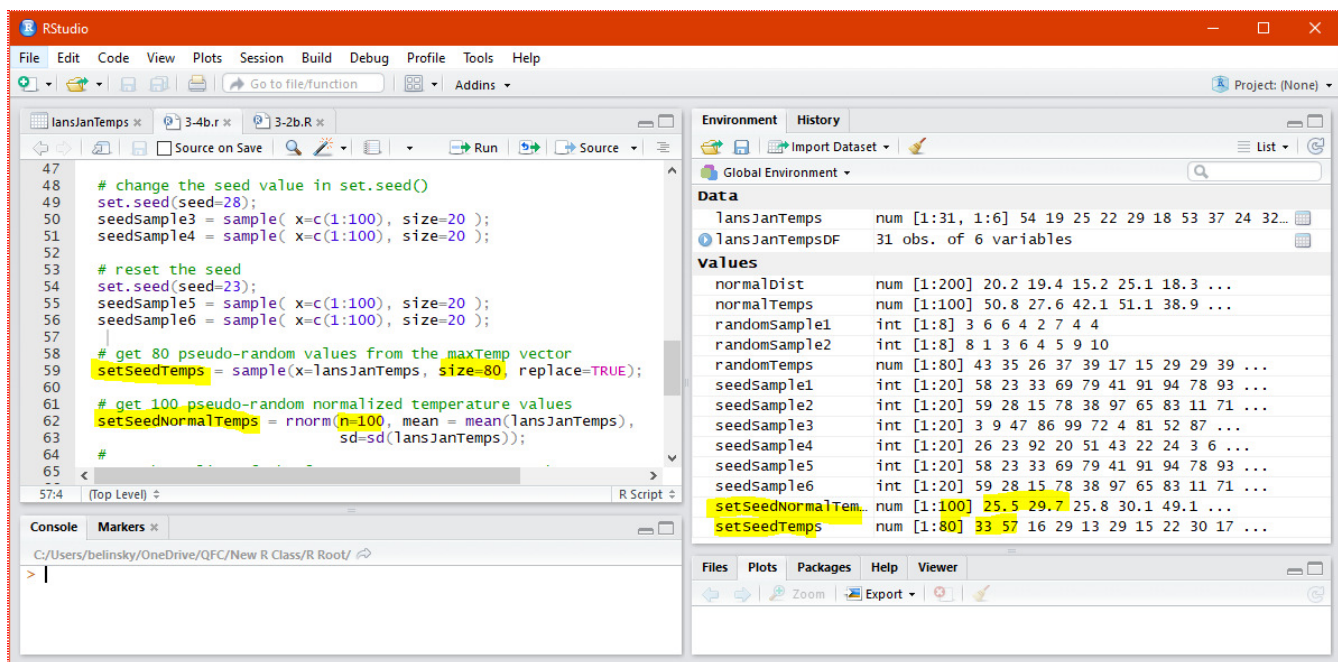 RStudio
File Edit Code View Plots Session Build Debug Profile Tools Help
Go to file/function
Addins
Project: (None)
lansJanTemps
3-4b.r
3-2b.R
Source on Save
Run
Source
47
48 # change the seed value in set.seed()
49 set.seed(seed=28);
50 seedSample3 = sample( x=c(1:100), size=20 );
51 seedSample4 = sample( x=c(1:100), size=20 );
52
53 # reset the seed
54 set.seed(seed=23);
55 seedSample5 = sample( x=c(1:100), size=20 );
56 seedSample6 = sample( x=c(1:100), size=20 );
57
58 # get 80 pseudo-random values from the maxTemp vector
59 setSeedTemps = sample(x=lansJanTemps, size=80, replace=TRUE);
60
61 # get 100 pseudo-random normalized temperature values
62 setSeedNormalTemps = rnorm(n=100, mean = mean(lansJanTemps),
63 sd=sd(lansJanTemps));
64 #
65
57:4 (Top Level) R Script
Console Markers
C:/Users/belinsky/OneDrive/QFC/New R Class/R Root/
>
Environment History
Import Dataset
List
Global Environment
Data
lansJanTemps num [1:31, 1:6] 54 19 25 22 29 18 53 37 24 32…
lansJanTempsDF 31 obs. of 6 variables
Values
normalDist num [1:200] 20.2 19.4 15.2 25.1 18.3 ...
normalTemps num [1:100] 50.8 27.6 42.1 51.1 38.9 ...
randomSample1 int [1:8] 3 6 6 4 2 7 4 4
randomSample2 int [1:8] 8 1 3 6 4 5 9 10
randomTemps num [1:80] 43 35 26 37 39 17 15 29 29 39 ...
seedSample1 int [1:20] 58 23 33 69 79 41 91 94 78 93 ...
seedSample2 int [1:20] 59 28 15 78 38 97 65 83 11 71 ...
seedSample3 int [1:20] 3 9 47 86 99 72 4 81 52 87 ...
seedSample4 int [1:20] 26 23 92 20 51 43 22 24 3 6 ...
seedSample5 int [1:20] 58 23 33 69 79 41 91 94 78 93 ...
seedSample6 int [1:20] 59 28 15 78 38 97 65 83 11 71 ...
setSeedNormalTem… num [1:100] 25.5 29.7 25.8 30.1 49.1 ...
setSeedTemps num [1:80] 33 57 16 29 13 29 15 22 30 17 ...
Files Plots Packages Help Viewer
Zoom Export